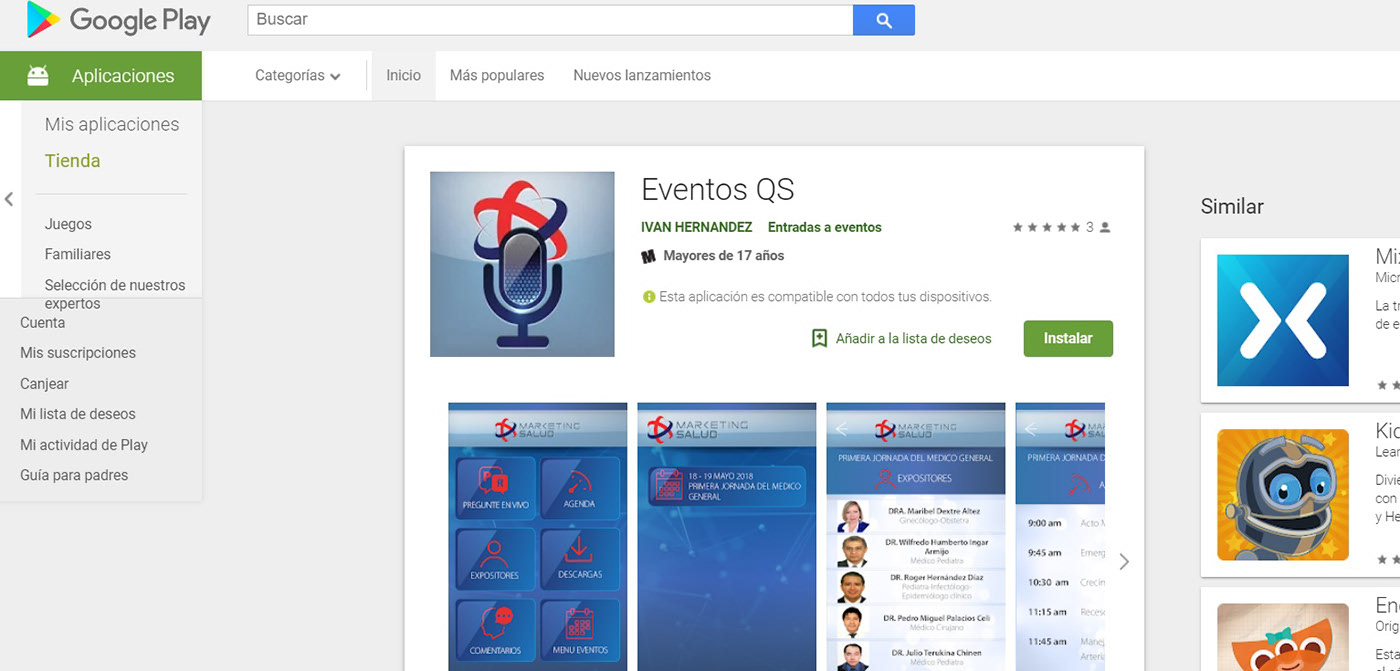 Google Play
Buscar
Aplicaciones
Categorías
Inicio
Más populares
Nuevos lanzamientos
Mis aplicaciones
Tienda
Juegos
Familiares
Selección de nuestros
expertos
Cuenta
Mis suscripciones
Canjear
Mi lista de deseos
Mi actividad de Play
Guía para padres
Eventos QS
IVAN HERNANDEZ Entradas a eventos
3
Mayores de 17 años
Esta aplicación es compatible con todos tus dispositivos.
Añadir a la lista de deseos
Instalar
MARKETING
SALUD
PREGUNTE EN VIVO
AGENDA
EXPOSITORES
DESCARGAS
COMENTARIOS
MENU EVENTOS
MARKETING
SALUD
18 - 19 MAYO 2018
PRIMERA JORNADA DEL MEDICO
GENERAL
MARKETING
SALUD
PRIMERA JORNADA DEL MEDICO GENERAL
EXPOSITORES
DRA. Maribel Dextre Altez
Ginecólogo-Obstetra
DR. Wilfredo Humberto Ingar
Armijo
Médico Pediatra
DR. Roger Hernández Díaz
Pediatra-Infectólogo-
Epidemiólogo clínico
DR. Pedro Miguel Palacios Celi
Médico Cirujano
DR. Julio Terukina Chinen
Médico Pediatra
PRIMERA JORNADA D
9:00 am Acto
9:45 am Emerg
10:30 am Crecin
11:15 am Reces
11:45 am Manej
Arteria
Similar
Mi
Micr
La t
de e
Kid
Lear
Divie
con
y He
En
Orig
Esta